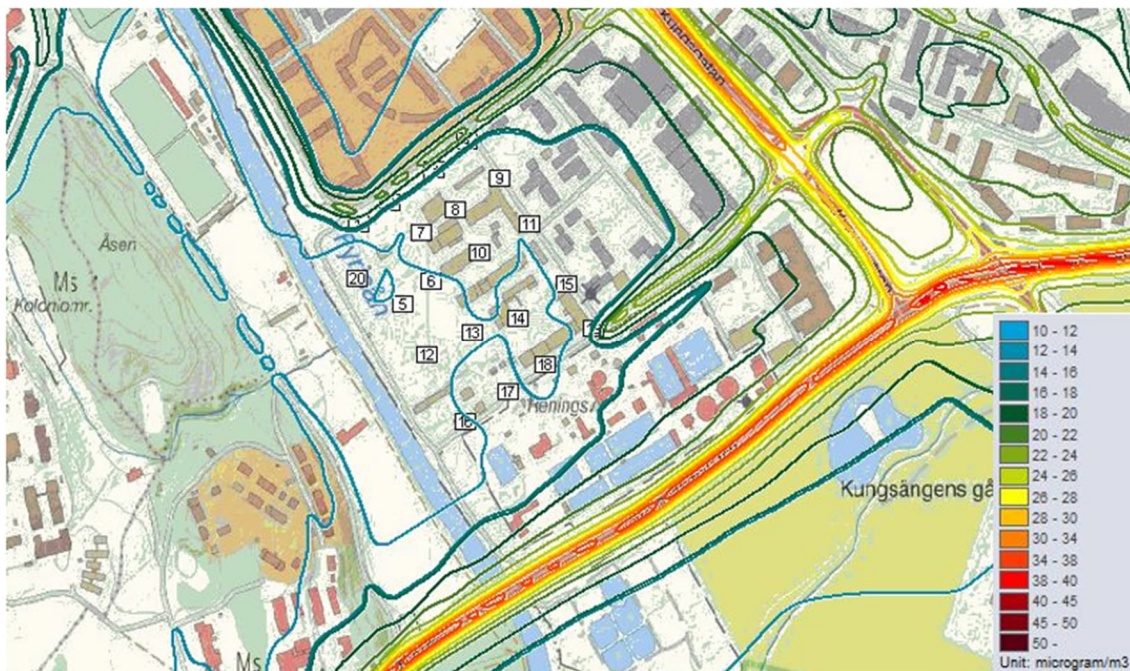 Kungsgatan
9
8
11
7
10
Fyrisån
Åsen
20
6
15
Ms
5
Koloniomr.
14
13
12
18
17
Renings
16
Kungsängens gå
Ms
10 - 12
12 - 14
14 - 16
16 - 18
18 - 20
20 - 22
22 - 24
24 - 26
26 - 28
28 - 30
30 - 34
34 - 38
38 - 40
40 - 45
45 - 50
50 -
Unit: microgram/m3